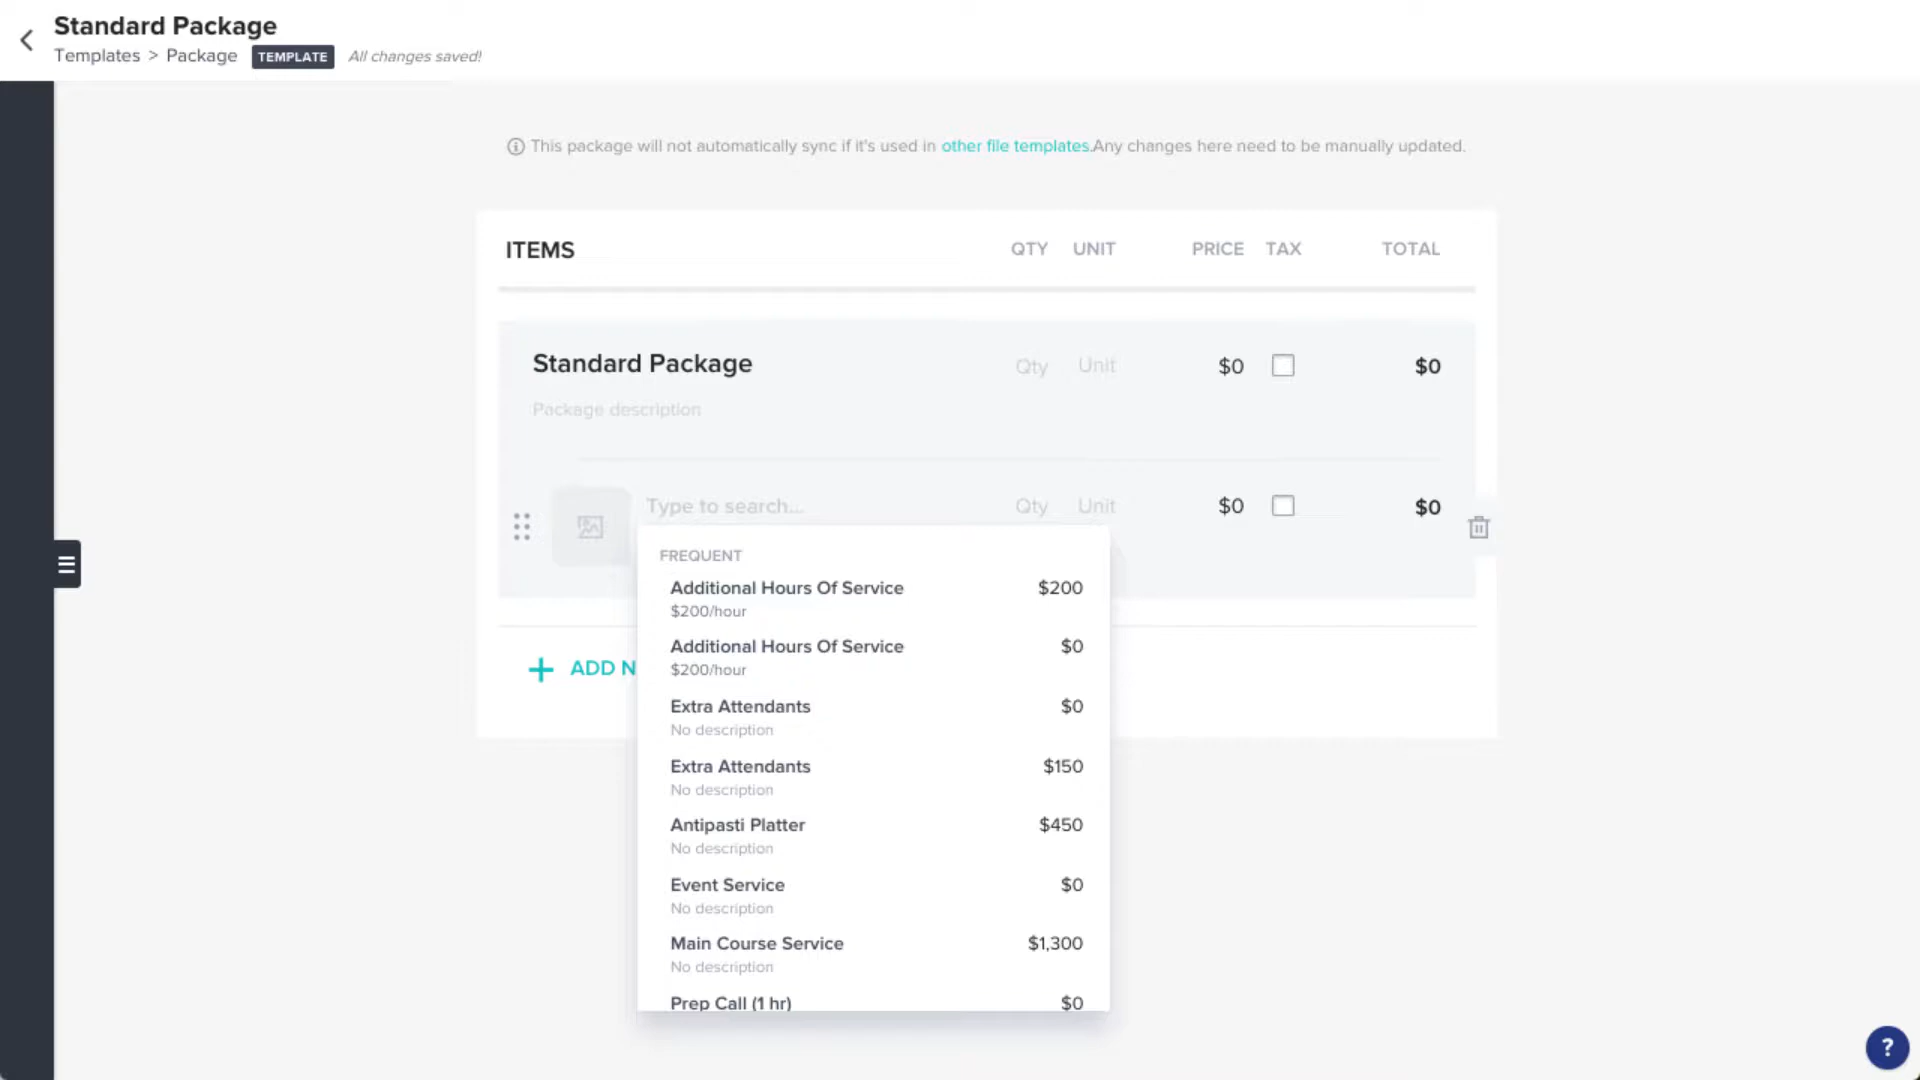 Standard Package
Templates > Package TEMPLATE All changes saved!
This package will not automatically sync if it's used in other file templates.Any changes here need to be manually updated.
ITEMS QTY UNIT PRICE TAX TOTAL
Standard Package Qty Unit $0 $0
Package description
Type to search... Qty Unit $0 $0
FREQUENT
Additional Hours Of Service $200
$200/hour
Additional Hours Of Service $0
$200/hour
ADD N
Extra Attendants $0
No description
Extra Attendants $150
No description
Antipasti Platter $450
No description
Event Service $0
No description
Main Course Service $1,300
No description
Prep Call (1 hr) $0
?